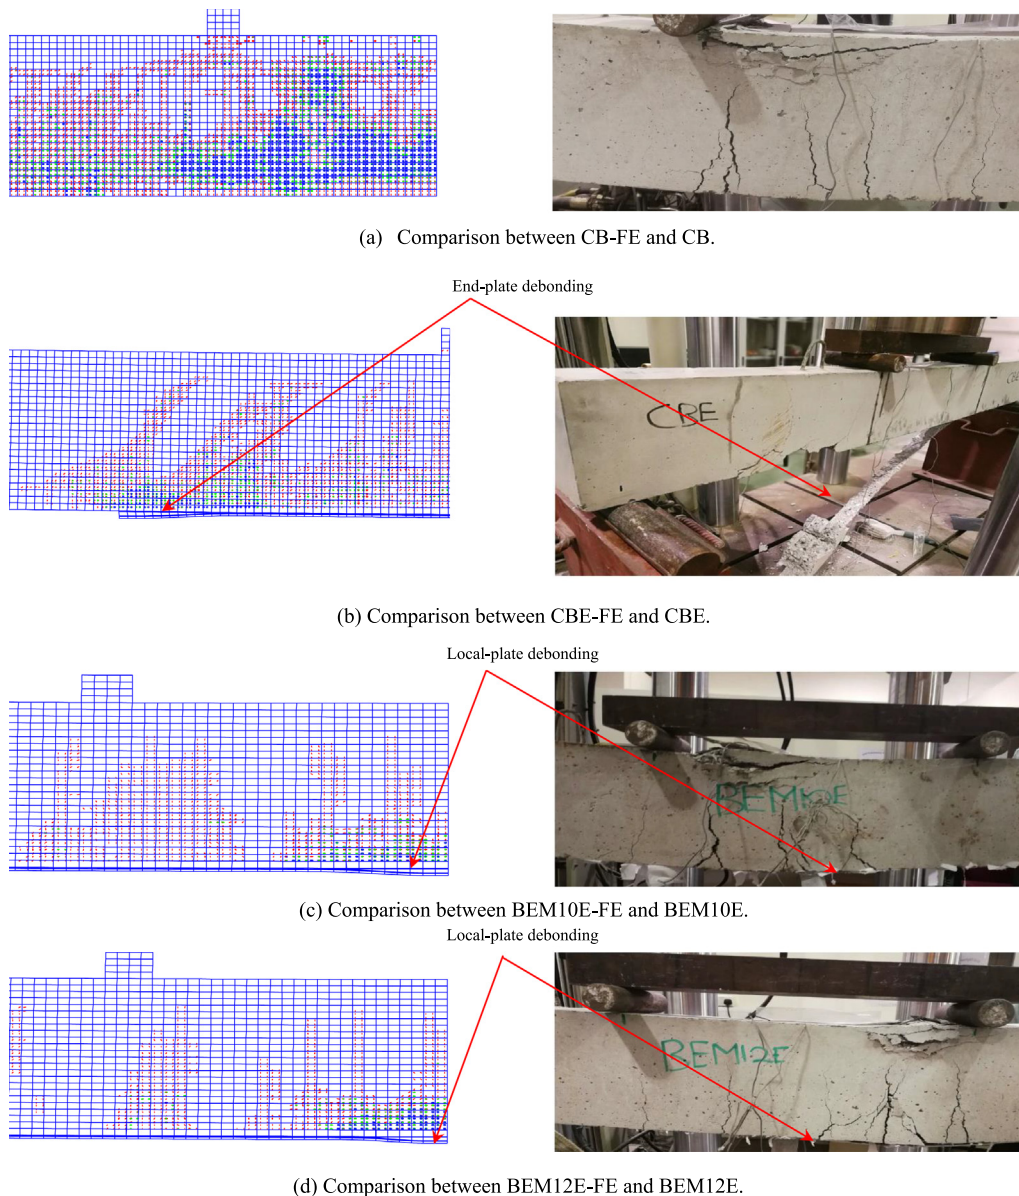 (a) Comparison between CB-FE and CB.
End-plate debonding
CBE
(b) Comparison between CBE-FE and CBE.
Local-plate debonding
BEM10E
(c) Comparison between BEM10E-FE and BEM10E.
Local-plate debonding
BEM12E
(d) Comparison between BEM12E-FE and BEM12E.